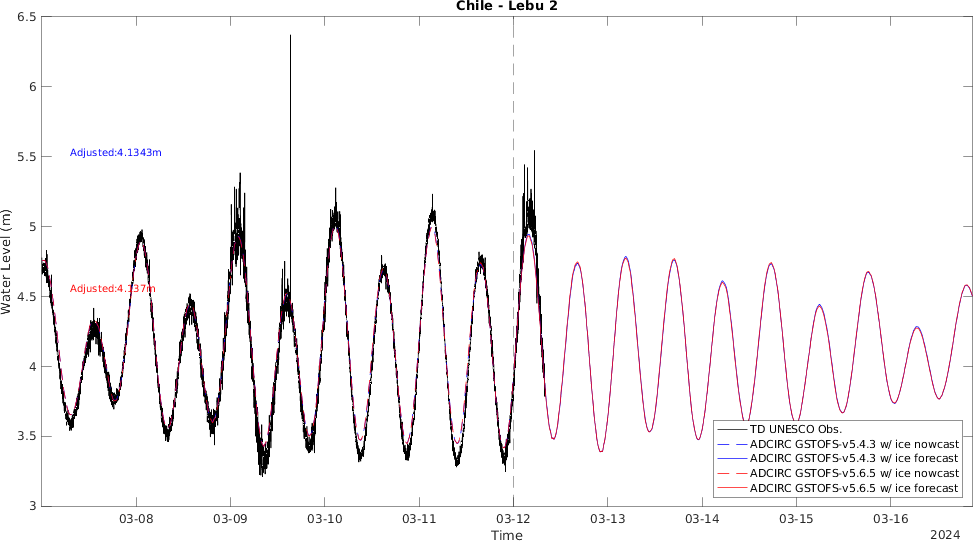 Chile - Lebu 2
6.5
6
5.5
5
4.5
4
3.5
3
Water Level (m)
Adjusted:4.1343m
Adjusted:4.137m
TD UNESCO Obs.
ADCIRC GSTOFS-v5.4.3 w/ ice nowcast
ADCIRC GSTOFS-v5.4.3 w/ ice forecast
ADCIRC GSTOFS-v5.6.5 w/ ice nowcast
ADCIRC GSTOFS-v5.6.5 w/ ice forecast
03-08 03-09 03-10 03-11 03-12 03-13 03-14 03-15 03-16
Time
2024